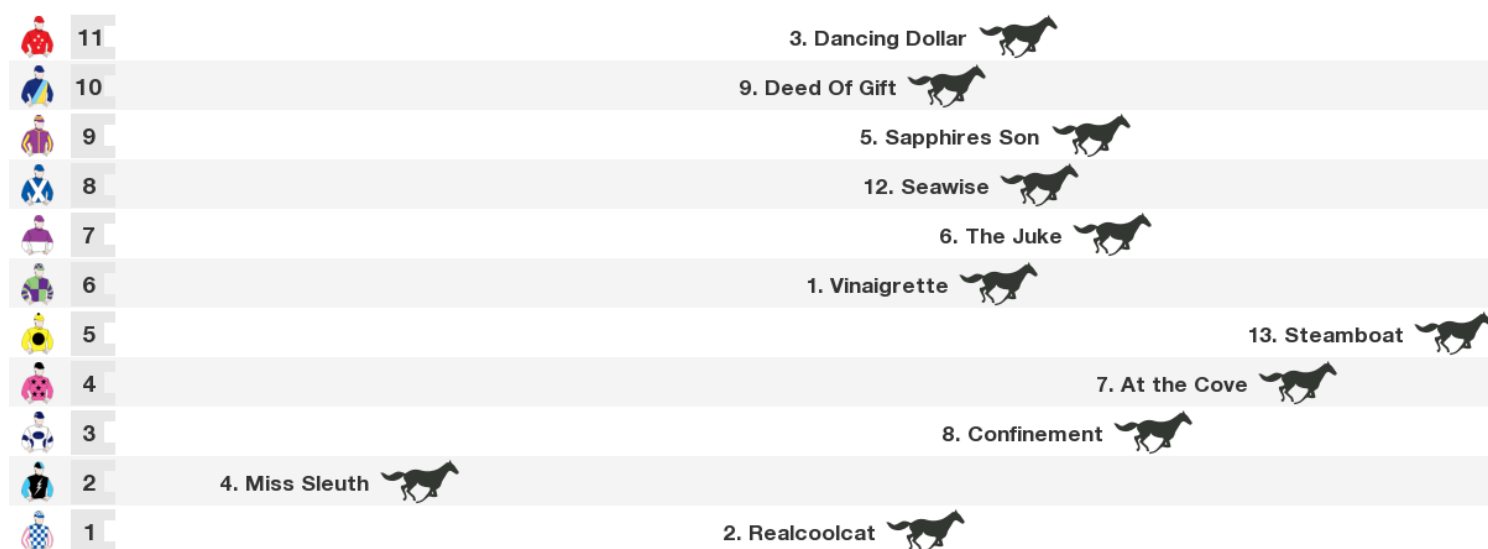 11 3. Dancing Dollar
10 9. Deed Of Gift
9 5. Sapphires Son
8 12. Seawise
7 6. The Juke
6 1. Vinaigrette
5 13. Steamboat
4 7. At the Cove
3 8. Confinement
2 4. Miss Sleuth
1 2. Realcoolcat